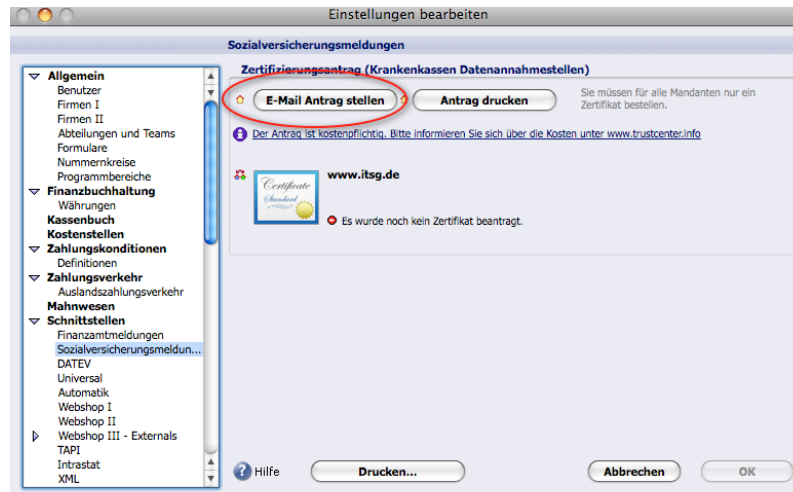 Einstellungen bearbeiten
Sozialversicherungsmeldungen
Allgemein
Benutzer
Firmen I
Firmen II
Abteilungen und Teams
Formulare
Nummernkreise
Programmbereiche
Finanzbuchhaltung
Währungen
Kassenbuch
Kostenstellen
Zahlungskonditionen
Definitionen
Zahlungsverkehr
Auslandszahlungsverkehr
Mahnwesen
Schnittstellen
Finanzamtmeldungen
Sozialversicherungsmeldun...
DATEV
Universal
Automatik
Webshop I
Webshop II
Webshop III - Externals
TAPI
Intrastat
XML
Zertifizierungsantrag (Krankenkassen Datenannahmestellen)
E-Mail Antrag stellen
Antrag drucken
Sie müssen für alle Mandanten nur ein
Zertifikat bestellen.
Der Antrag ist kostenpflichtig. Bitte informieren Sie sich über die Kosten unter www.trustcenter.info
Certificate
Standard
www.itsg.de
Es wurde noch kein Zertifikat beantragt.
Hilfe
Drucken...
Abbrechen
OK